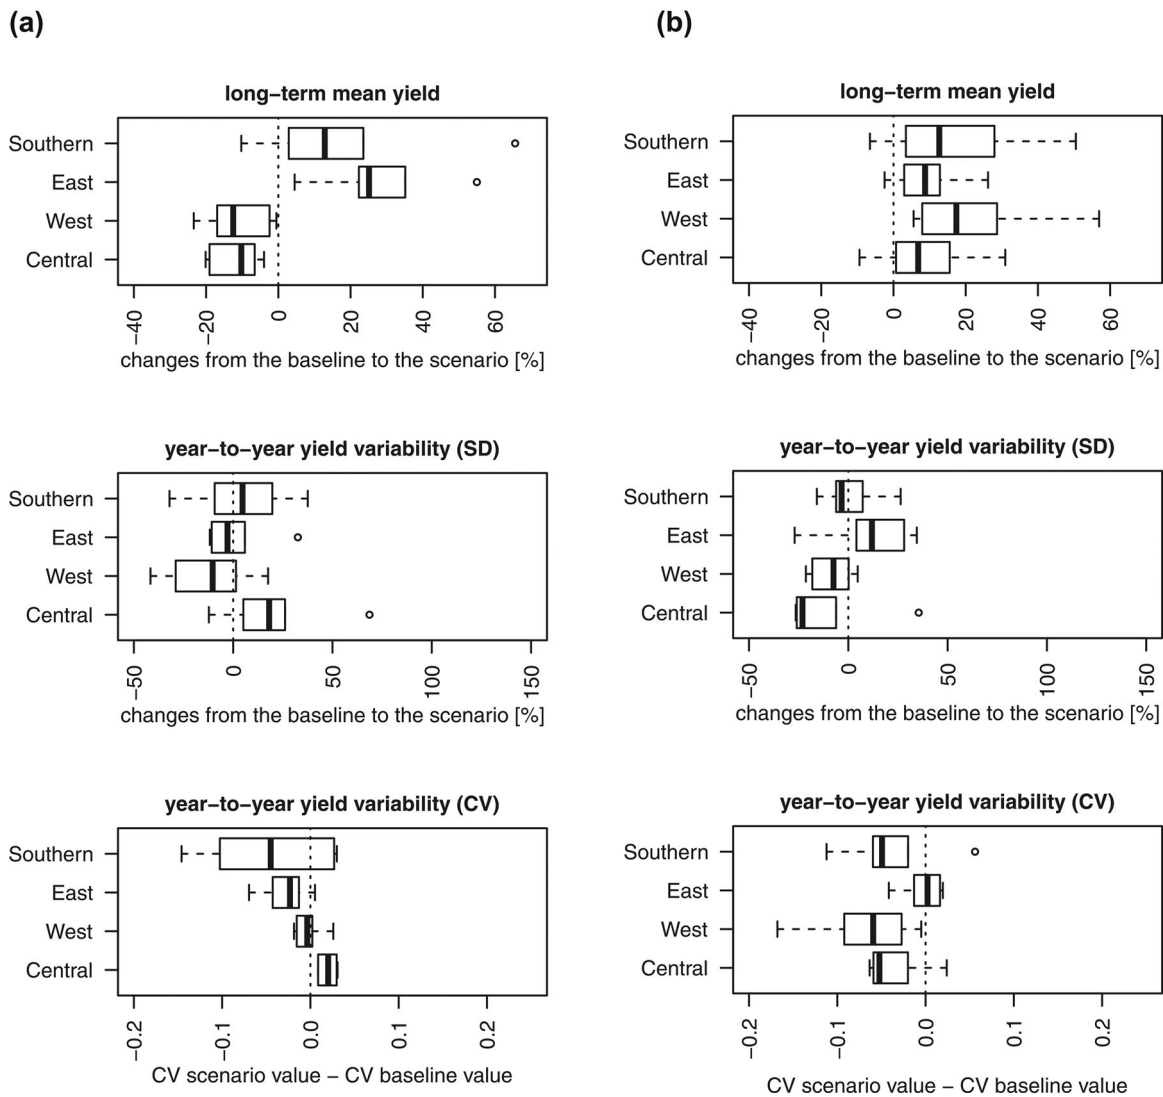 (a)
long−term mean yield
Southern
East
West
Central
−40
−20
0
20
40
60
changes from the baseline to the scenario [%]
year−to−year yield variability (SD)
Southern
East
West
Central
−50
0
50
100
150
changes from the baseline to the scenario [%]
year−to−year yield variability (CV)
Southern
East
West
Central
−0.2
−0.1
0.0
0.1
0.2
CV scenario value − CV baseline value
(b)
long−term mean yield
Southern
East
West
Central
−40
−20
0
20
40
60
changes from the baseline to the scenario [%]
year−to−year yield variability (SD)
Southern
East
West
Central
−50
0
50
100
150
changes from the baseline to the scenario [%]
year−to−year yield variability (CV)
Southern
East
West
Central
−0.2
−0.1
0.0
0.1
0.2
CV scenario value − CV baseline value